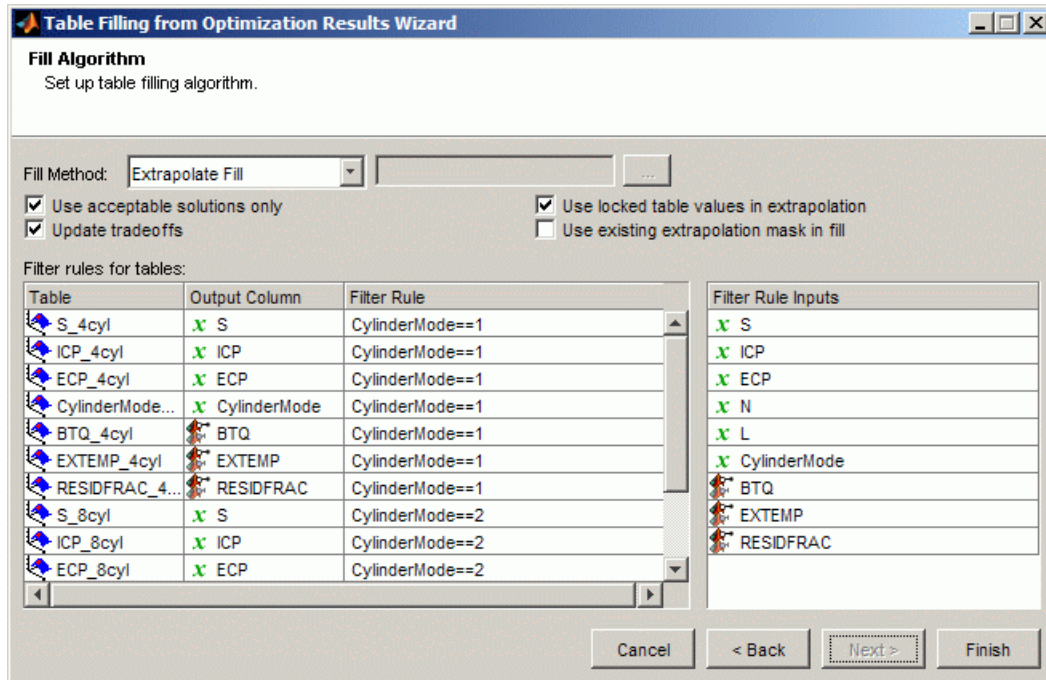 Table Filling from Optimization Results Wizard
Fill Algorithm
Set up table filling algorithm.
Fill Method: Extrapolate Fill ...
Use acceptable solutions only Use locked table values in extrapolation
Update tradeoffs Use existing extrapolation mask in fill
Filter rules for tables:
Table Output Column Filter Rule Filter Rule Inputs
S_4cyl x S CylinderMode==1 x S
ICP_4cyl x ICP CylinderMode==1 x ICP
ECP_4cyl x ECP CylinderMode==1 x ECP
CylinderMode... x CylinderMode CylinderMode==1 x N
BTQ_4cyl BTQ CylinderMode==1 x L
EXTEMP_4cyl EXTEMP CylinderMode==1 x CylinderMode
RESIDFRAC_4... RESIDFRAC CylinderMode==1 BTQ
S_8cyl x S CylinderMode==2 EXTEMP
ICP_8cyl x ICP CylinderMode==2 RESIDFRAC
ECP_8cyl x ECP CylinderMode==2
Cancel < Back Next > Finish